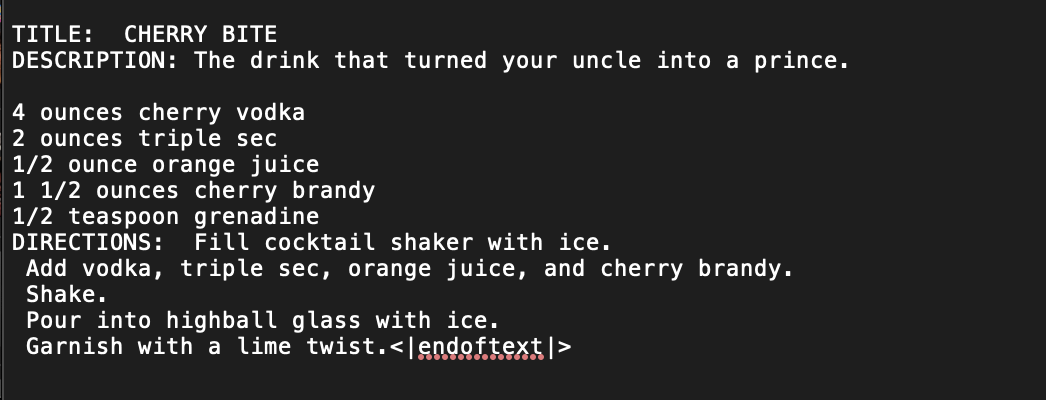 TITLE:  CHERRY BITE
DESCRIPTION: The drink that turned your uncle into a prince.
4 ounces cherry vodka
2 ounces triple sec
1/2 ounce orange juice
1 1/2 ounces cherry brandy
1/2 teaspoon grenadine
DIRECTIONS:  Fill cocktail shaker with ice.
Add vodka, triple sec, orange juice, and cherry brandy.
Shake.
Pour into highball glass with ice.
Garnish with a lime twist.<|endoftext|>